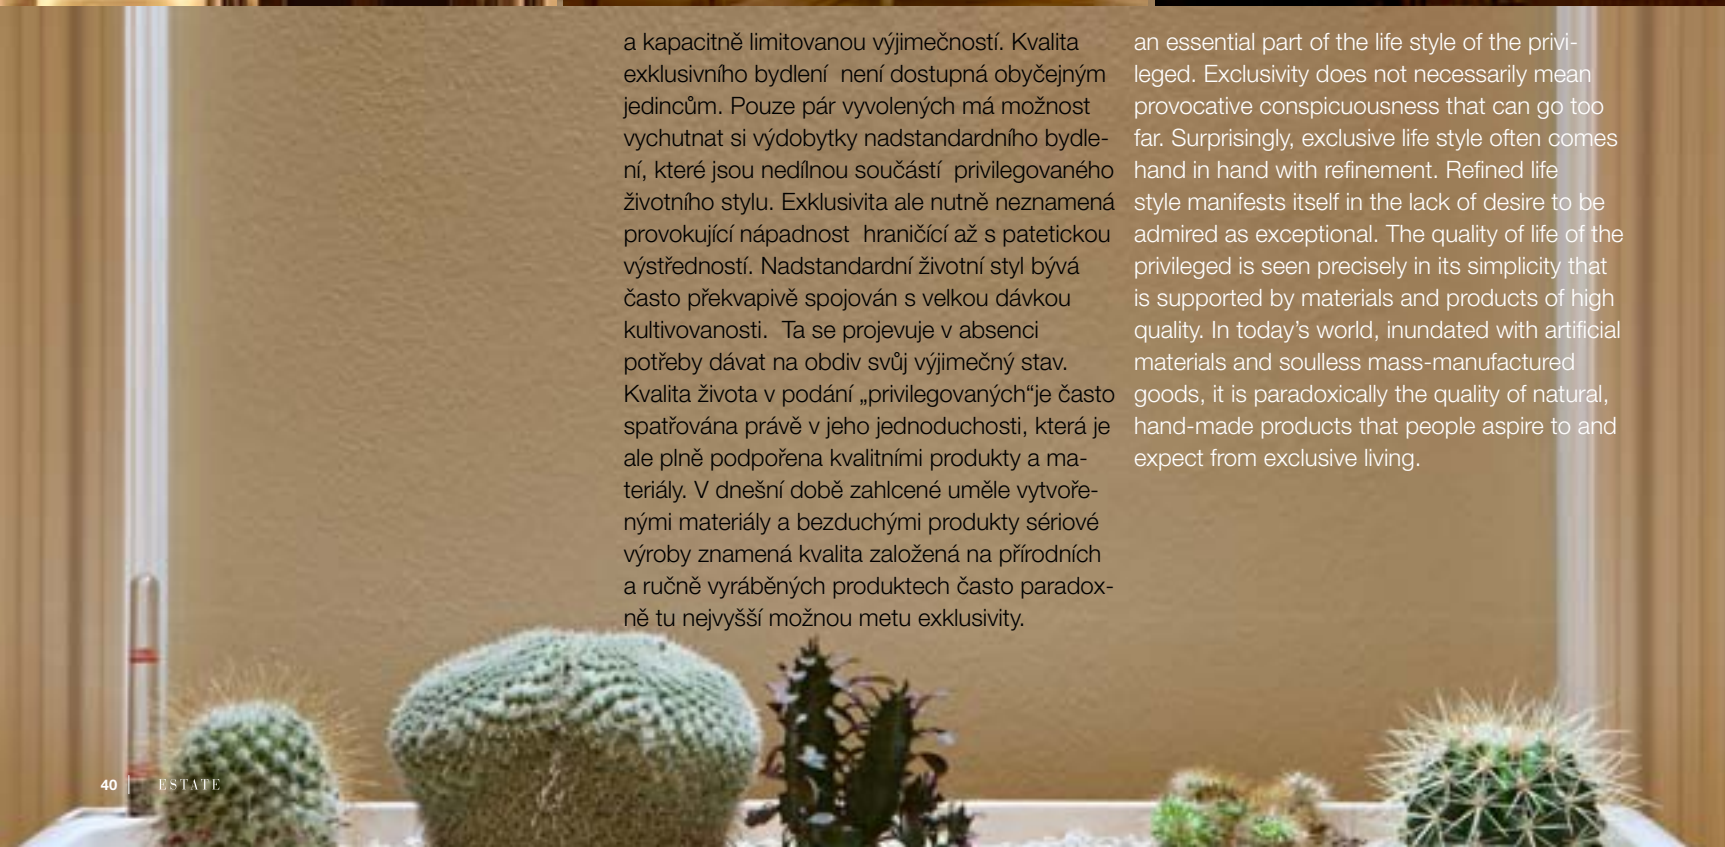 a kapacitně limitovanou výjimečností. Kvalita
exklusivního bydlení  není dostupná obyčejným
jedincům. Pouze pár vyvolených má možnost
vychutnat si výdobytky nadstandardního bydle-
ní, které jsou nedílnou součástí  privilegovaného
životního stylu. Exklusivita ale nutně neznamená
provokující nápadnost  hraničící až s patetickou
výstředností. Nadstandardní životní styl bývá
často překvapivě spojován s velkou dávkou
kultivovanosti.  Ta se projevuje v absenci
potřeby dávat na obdiv svůj výjimečný stav.
Kvalita života v podání „privilegovaných“je často
spatřována právě v jeho jednoduchosti, která je
ale plně podpořena kvalitními produkty a ma-
teriály. V dnešní době zahlcené uměle vytvoře-
nými materiály a bezduchými produkty sériové
výroby znamená kvalita založená na přírodních
a ručně vyráběných produktech často paradox-
ně tu nejvyšší možnou metu exklusivity.
an essential part of the life style of the privi-
leged. Exclusivity does not necessarily mean
provocative conspicuousness that can go too
far. Surprisingly, exclusive life style often comes
hand in hand with refinement. Refined life
style manifests itself in the lack of desire to be
admired as exceptional. The quality of life of the
privileged is seen precisely in its simplicity that
is supported by materials and products of high
quality. In today’s world, inundated with artificial
materials and soulless mass-manufactured
goods, it is paradoxically the quality of natural,
hand-made products that people aspire to and
expect from exclusive living.
40 | ESTATE